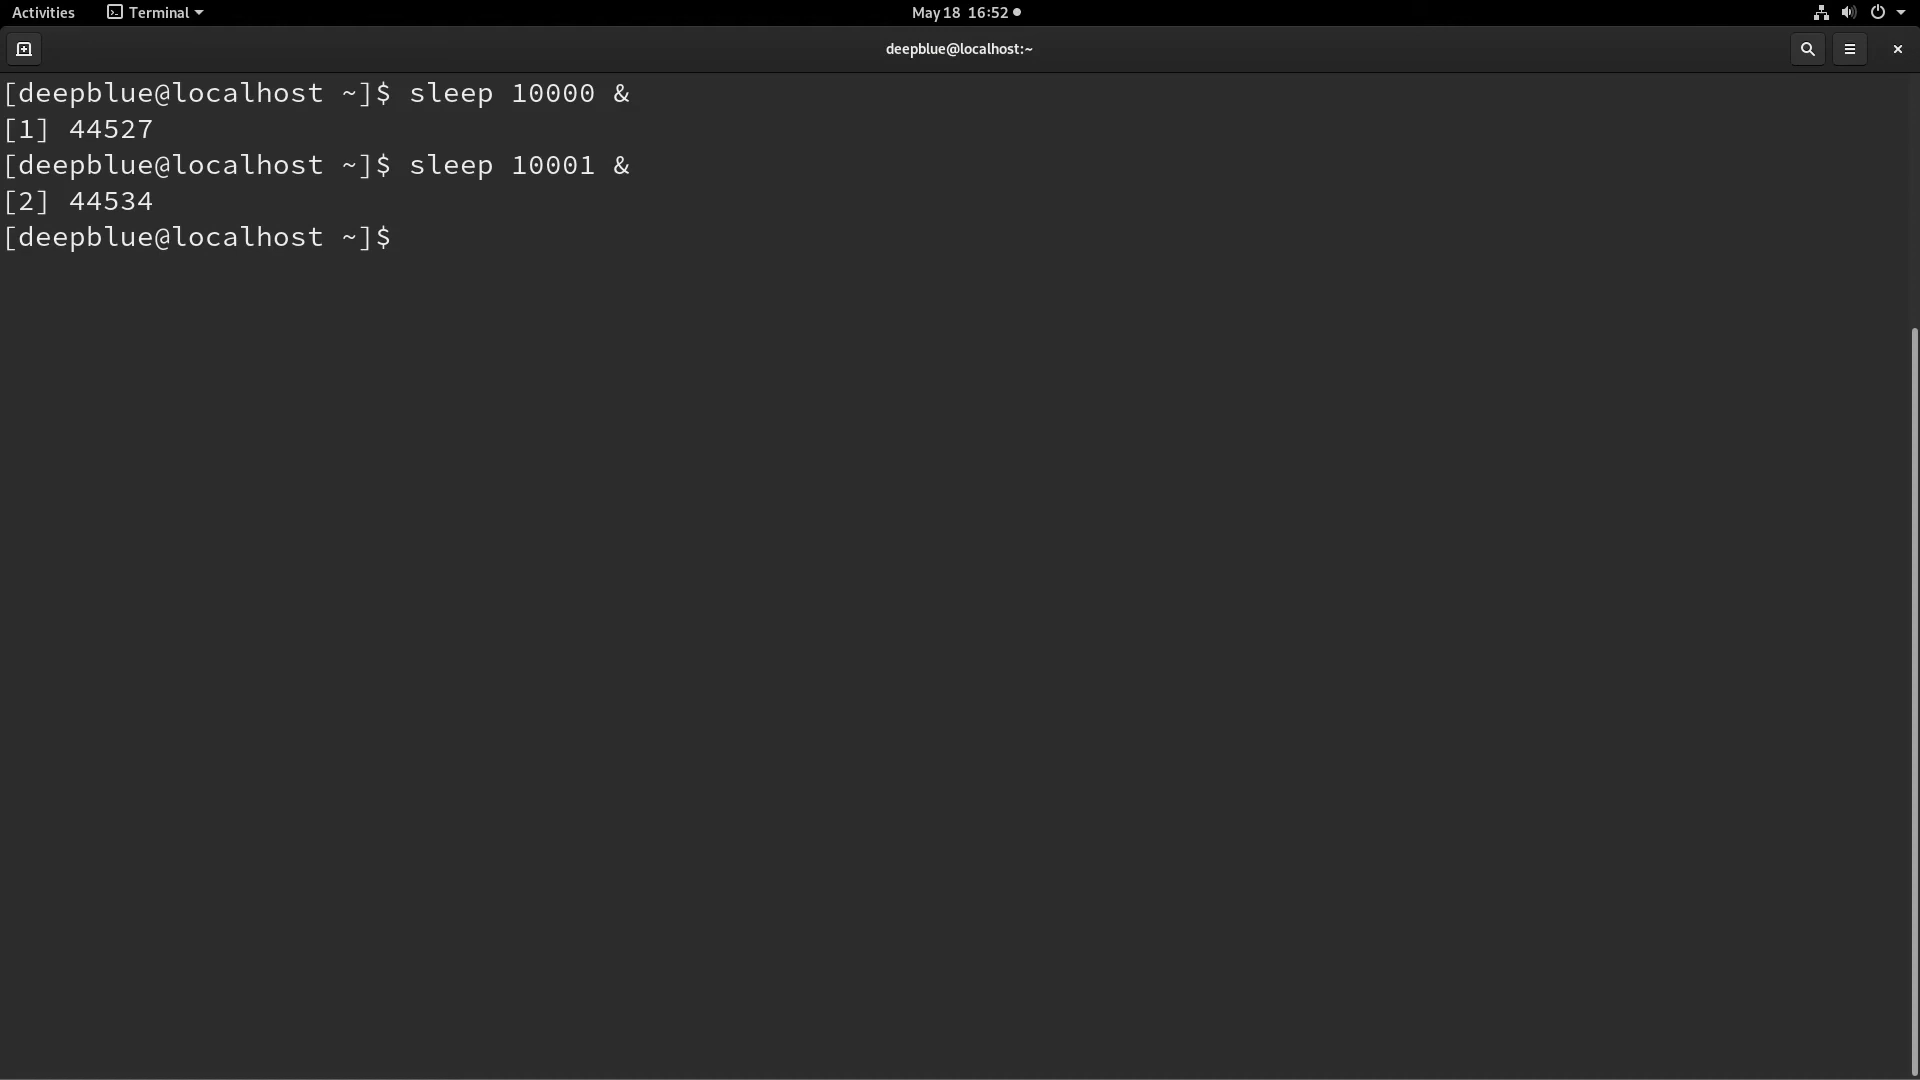 Activities Terminal May 18 16:52
deepblue@localhost:~
[deepblue@localhost ~]$ sleep 10000 &
[1] 44527
[deepblue@localhost ~]$ sleep 10001 &
[2] 44534
[deepblue@localhost ~]$